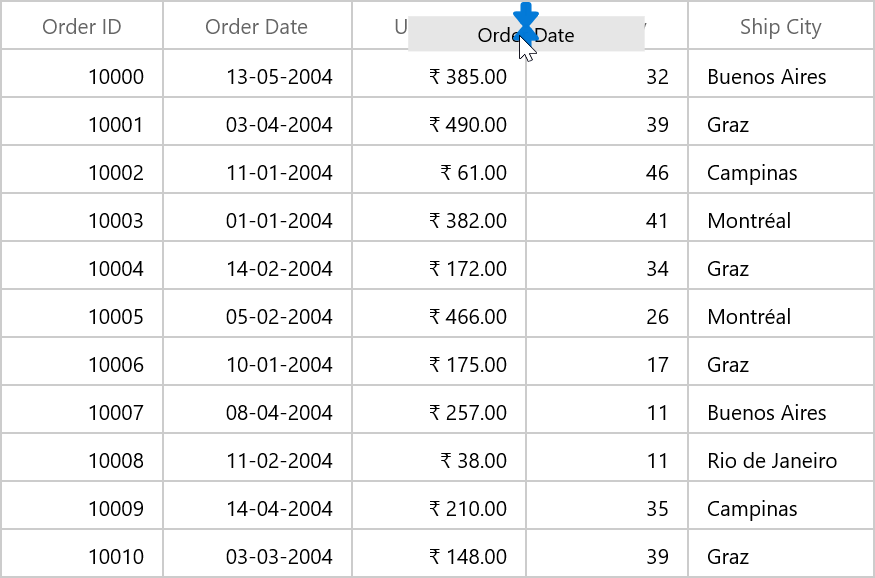 Order ID Order Date Order Date Ship City
10000 13-05-2004 ₹ 385.00 32 Buenos Aires
10001 03-04-2004 ₹ 490.00 39 Graz
10002 11-01-2004 ₹ 61.00 46 Campinas
10003 01-01-2004 ₹ 382.00 41 Montréal
10004 14-02-2004 ₹ 172.00 34 Graz
10005 05-02-2004 ₹ 466.00 26 Montréal
10006 10-01-2004 ₹ 175.00 17 Graz
10007 08-04-2004 ₹ 257.00 11 Buenos Aires
10008 11-02-2004 ₹ 38.00 11 Rio de Janeiro
10009 14-04-2004 ₹ 210.00 35 Campinas
10010 03-03-2004 ₹ 148.00 39 Graz